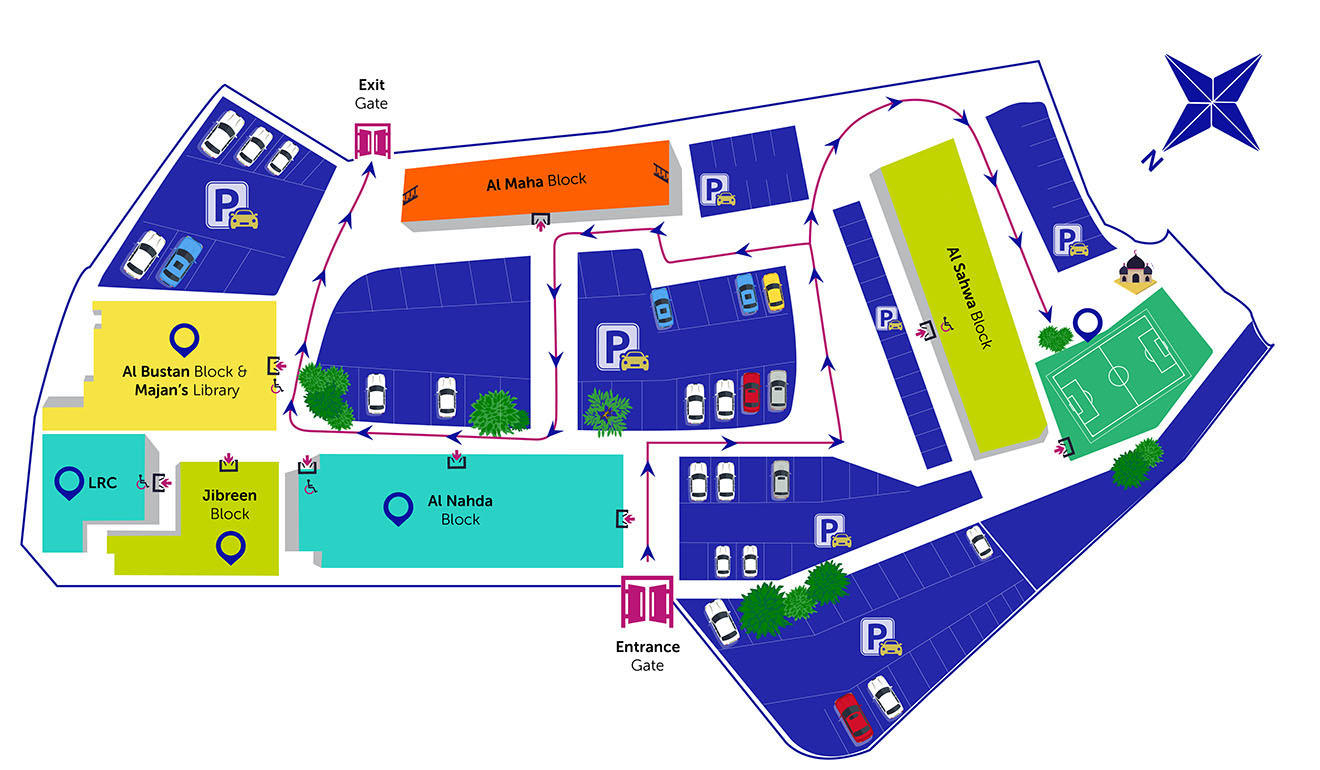 Exit
Gate
N
P
Al Maha Block
P
P
Al Bustan Block &
Majan's Library
P
P
Al Sahwa Block
LRC
Jibreen
Block
Al Nahda
Block
P
Entrance
Gate
P